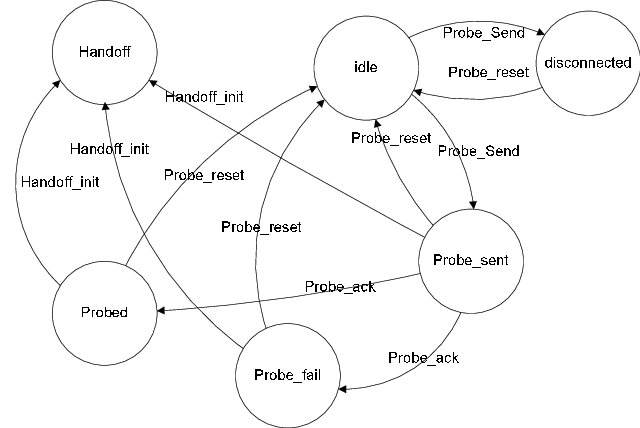 Handoff
idle
Probe_Send
disconnected
Probe_reset
Handoff_init
Probe_reset
Probe_Send
Handoff_init
Probe_reset
Handoff_init
Probe_reset
Probe_sent
Probe_ack
Probed
Probe_ack
Probe_fail